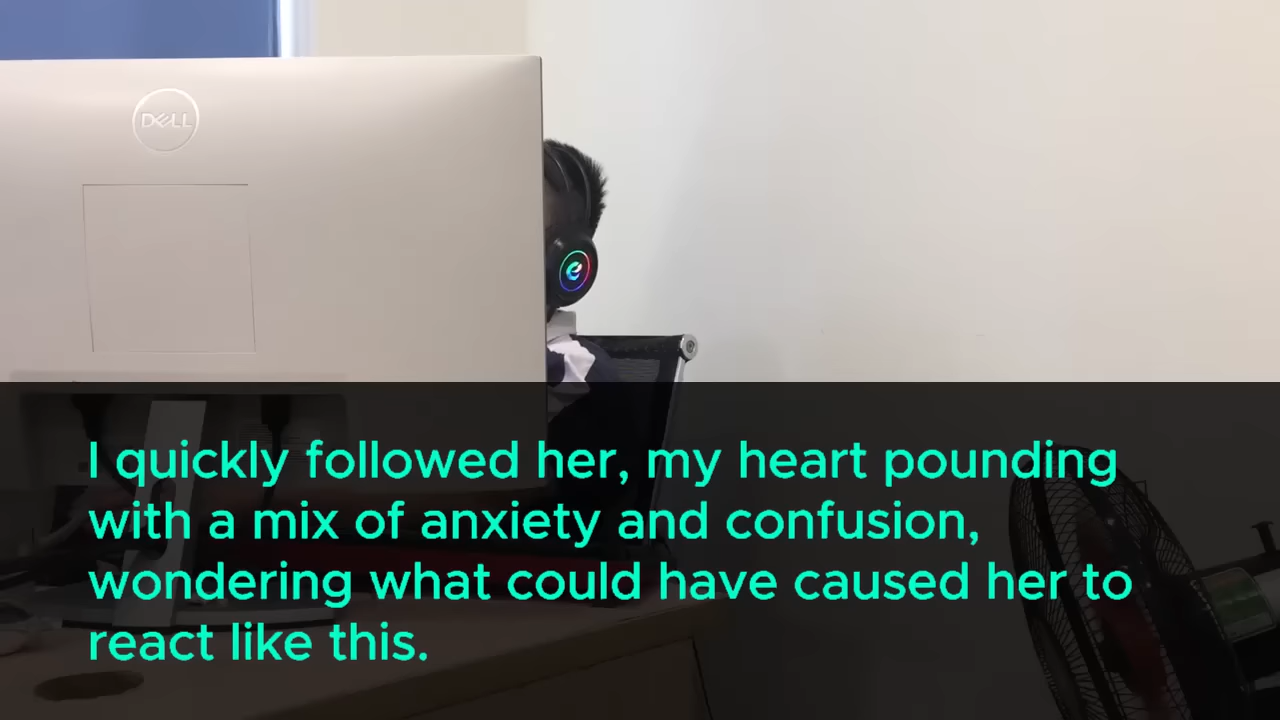 DELL
I quickly followed her, my heart pounding
with a mix of anxiety and confusion,
wondering what could have caused her to
react like this.